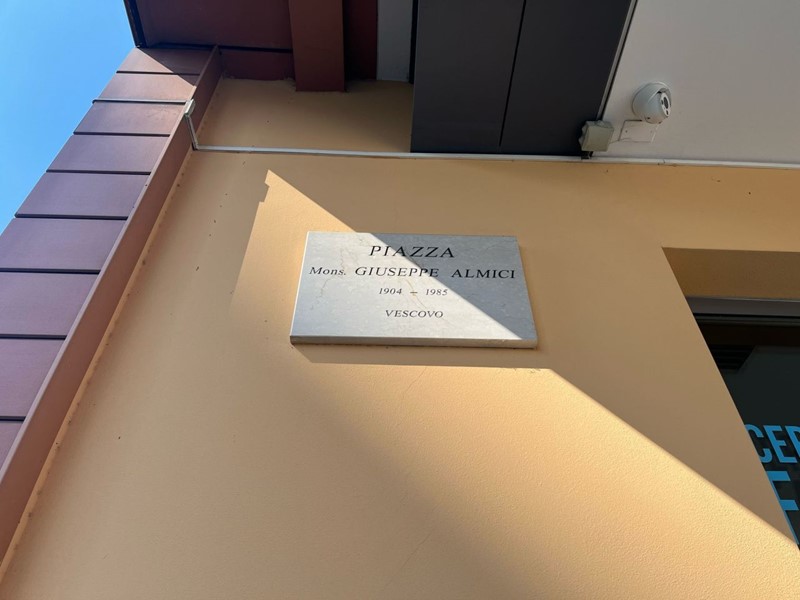 PIAZZA
Mons. GIUSEPPE ALMICI
1904 – 1985
VESCOVO